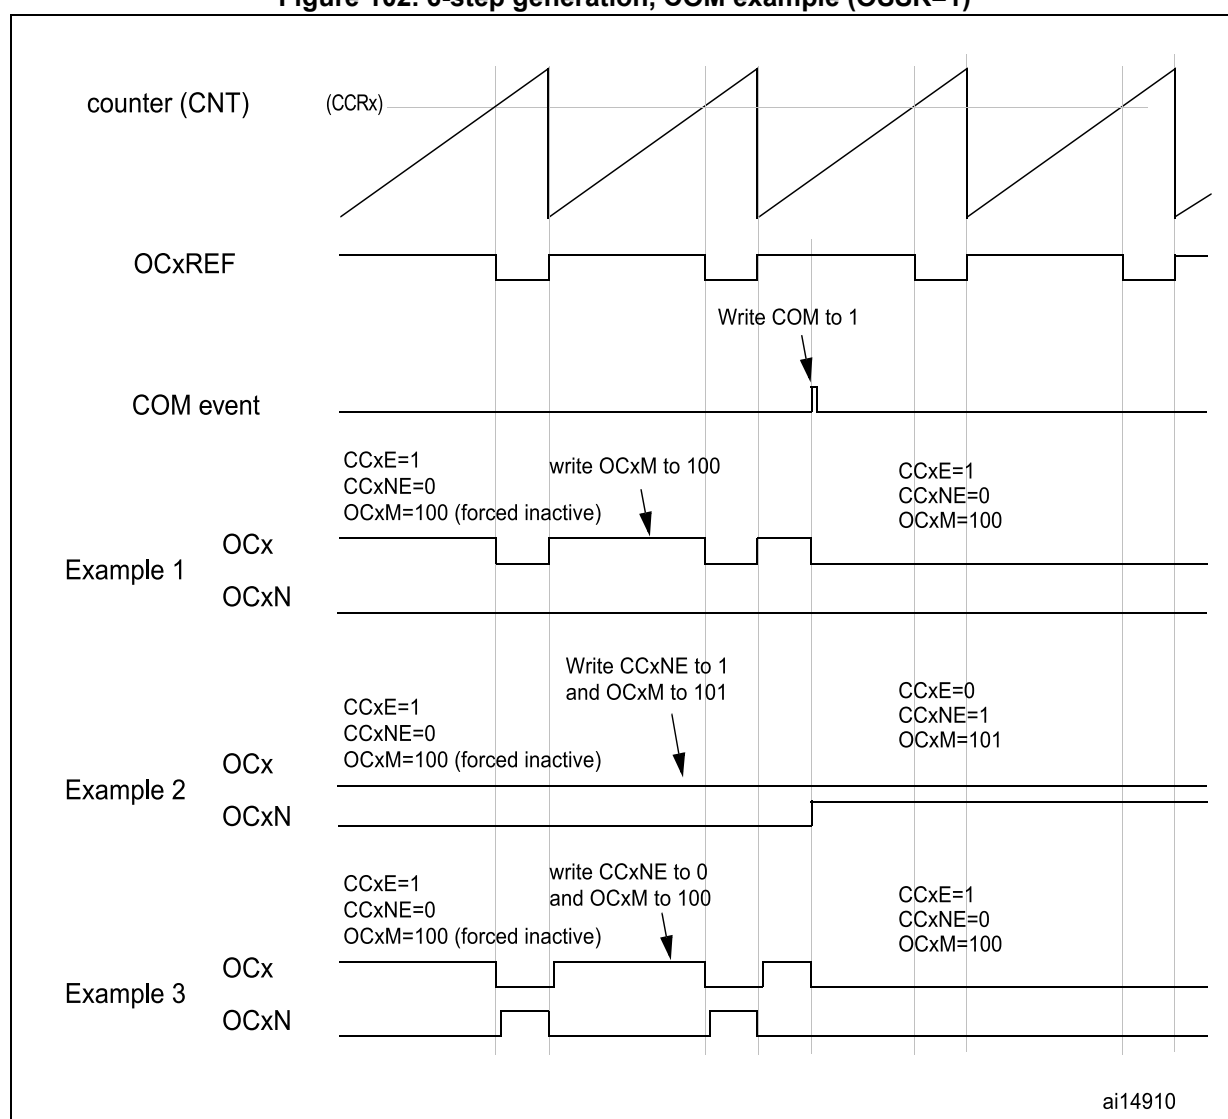 Figure 102. 6-step generation, COM example (OSSR=1)
counter (CNT)
(CCRx)
OCxREF
Write COM to 1
COM event
CCxE=1
CCxNE=0
OCxM=100 (forced inactive)
write OCxM to 100
CCxE=1
CCxNE=0
OCxM=100
Example 1
OCx
OCxN
Write CCxNE to 1
and OCxM to 101
CCxE=1
CCxNE=0
OCxM=100 (forced inactive)
CCxE=0
CCxNE=1
OCxM=101
Example 2
OCx
OCxN
write CCxNE to 0
and OCxM to 100
CCxE=1
CCxNE=0
OCxM=100 (forced inactive)
CCxE=1
CCxNE=0
OCxM=100
Example 3
OCx
OCxN
ai14910